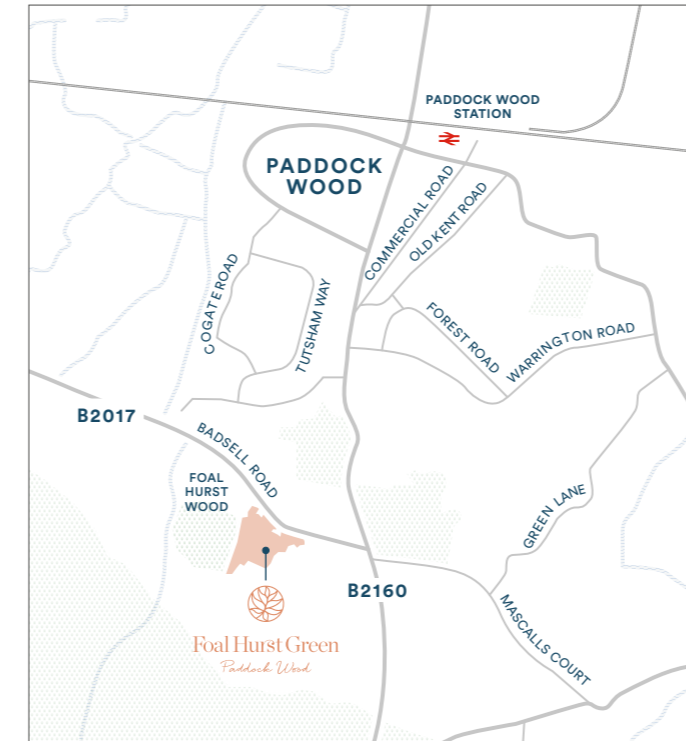 PADDOCK WOOD
STATION
PADDOCK
WOOD
COMMERCIAL ROAD
OLD KENT ROAD
COGATE ROAD
TUTSHAM WAY
FOREST ROAD
WARRINGTON ROAD
B2017
BADSELL ROAD
FOAL
HURST
WOOD
GREEN LANE
B2160
MASCALLS COURT
Foal Hurst Green
Paddock Wood